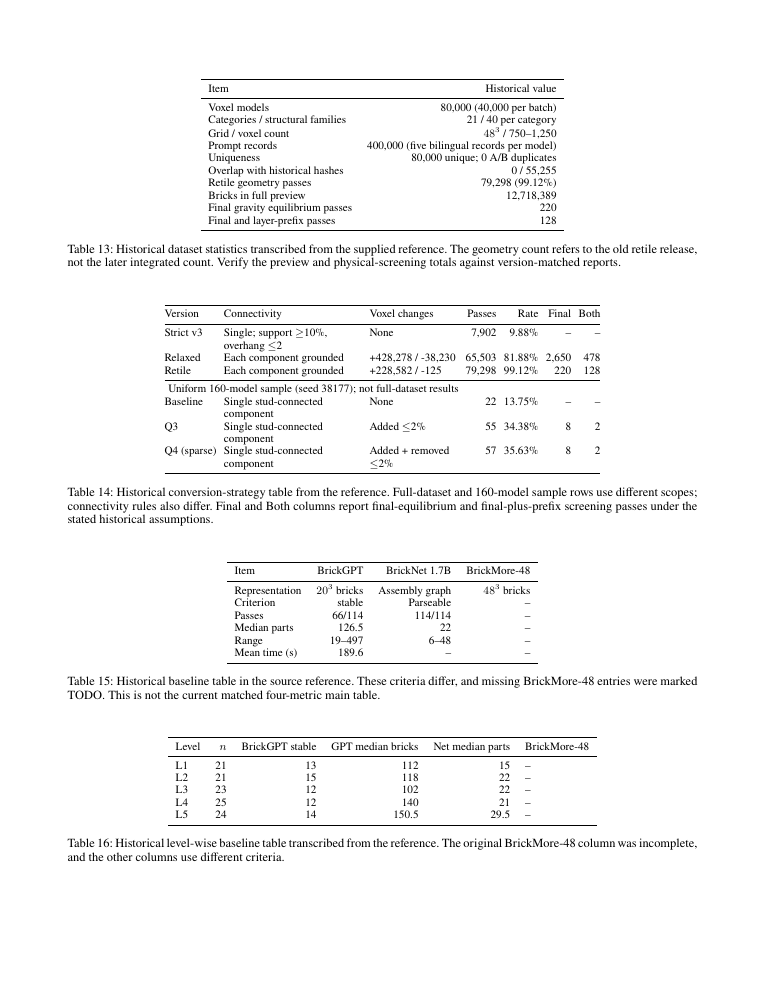 Item Historical value
Voxel models 80,000 (40,000 per batch)
Categories / structural families 21 / 40 per category
Grid / voxel count 48³ / 750–1,250
Prompt records 400,000 (five bilingual records per model)
Uniqueness 80,000 unique; 0 A/B duplicates
Overlap with historical hashes 0 / 55,255
Retile geometry passes 79,298 (99.12%)
Bricks in full preview 12,718,389
Final gravity equilibrium passes 220
Final and layer-prefix passes 128
Table 13: Historical dataset statistics transcribed from the supplied reference. The geometry count refers to the old retile release,
not the later integrated count. Verify the preview and physical-screening totals against version-matched reports.
Version Connectivity Voxel changes Passes Rate Final Both
Strict v3 Single; support ≥10%, None 7,902 9.88% – –
overhang ≤2
Relaxed Each component grounded +428,278 / -38,230 65,503 81.88% 2,650 478
Retile Each component grounded +228,582 / -125 79,298 99.12% 220 128
Uniform 160-model sample (seed 38177); not full-dataset results
Baseline Single stud-connected None 22 13.75% – –
component
Q3 Single stud-connected Added ≤2% 55 34.38% 8 2
component
Q4 (sparse) Single stud-connected Added + removed 57 35.63% 8 2
component ≤2%
Table 14: Historical conversion-strategy table from the reference. Full-dataset and 160-model sample rows use different scopes;
connectivity rules also differ. Final and Both columns report final-equilibrium and final-plus-prefix screening passes under the
stated historical assumptions.
Item BrickGPT BrickNet 1.7B BrickMore-48
Representation 20³ bricks Assembly graph 48³ bricks
Criterion stable Parseable –
Passes 66/114 114/114 –
Median parts 126.5 22 –
Range 19–497 6–48 –
Mean time (s) 189.6 – –
Table 15: Historical baseline table in the source reference. These criteria differ, and missing BrickMore-48 entries were marked
TODO. This is not the current matched four-metric main table.
Level n BrickGPT stable GPT median bricks Net median parts BrickMore-48
L1 21 13 112 15 –
L2 21 15 118 22 –
L3 23 12 102 22 –
L4 25 12 140 21 –
L5 24 14 150.5 29.5 –
Table 16: Historical level-wise baseline table transcribed from the reference. The original BrickMore-48 column was incomplete,
and the other columns use different criteria.